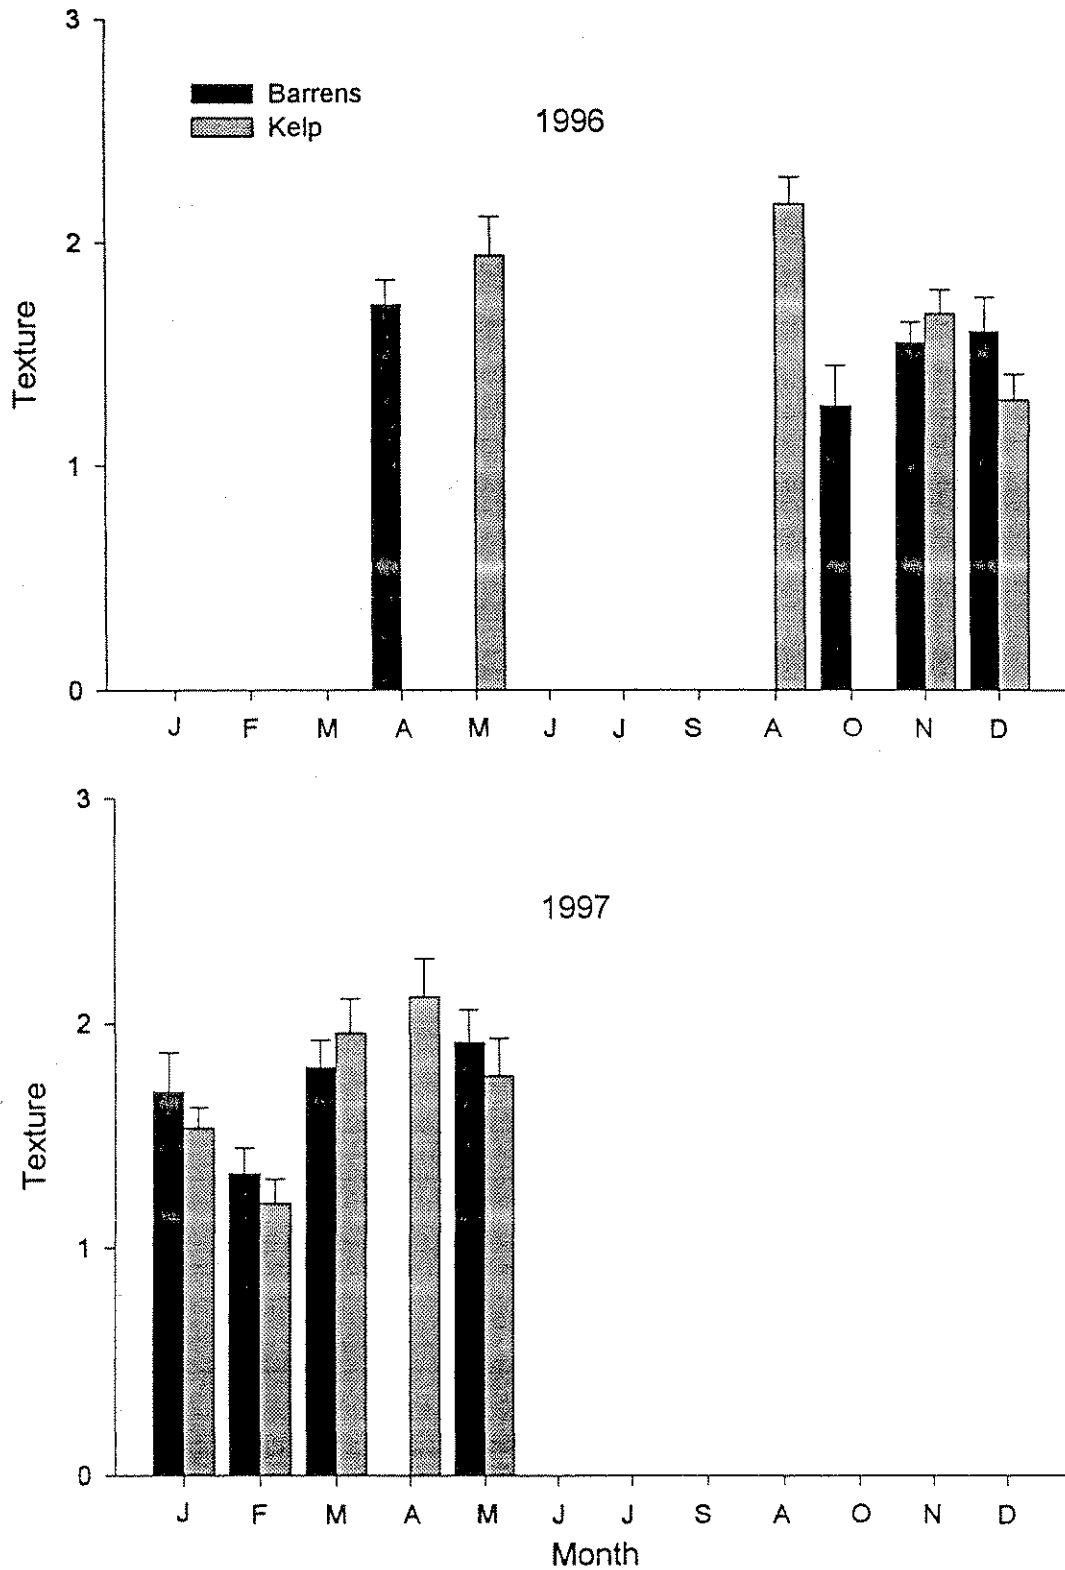 3
Barrens
Kelp
1996
2
Texture
1
0
J F M A M J J S A O N D
3
1997
2
Texture
1
0
J F M A M J J S A O N D
Month